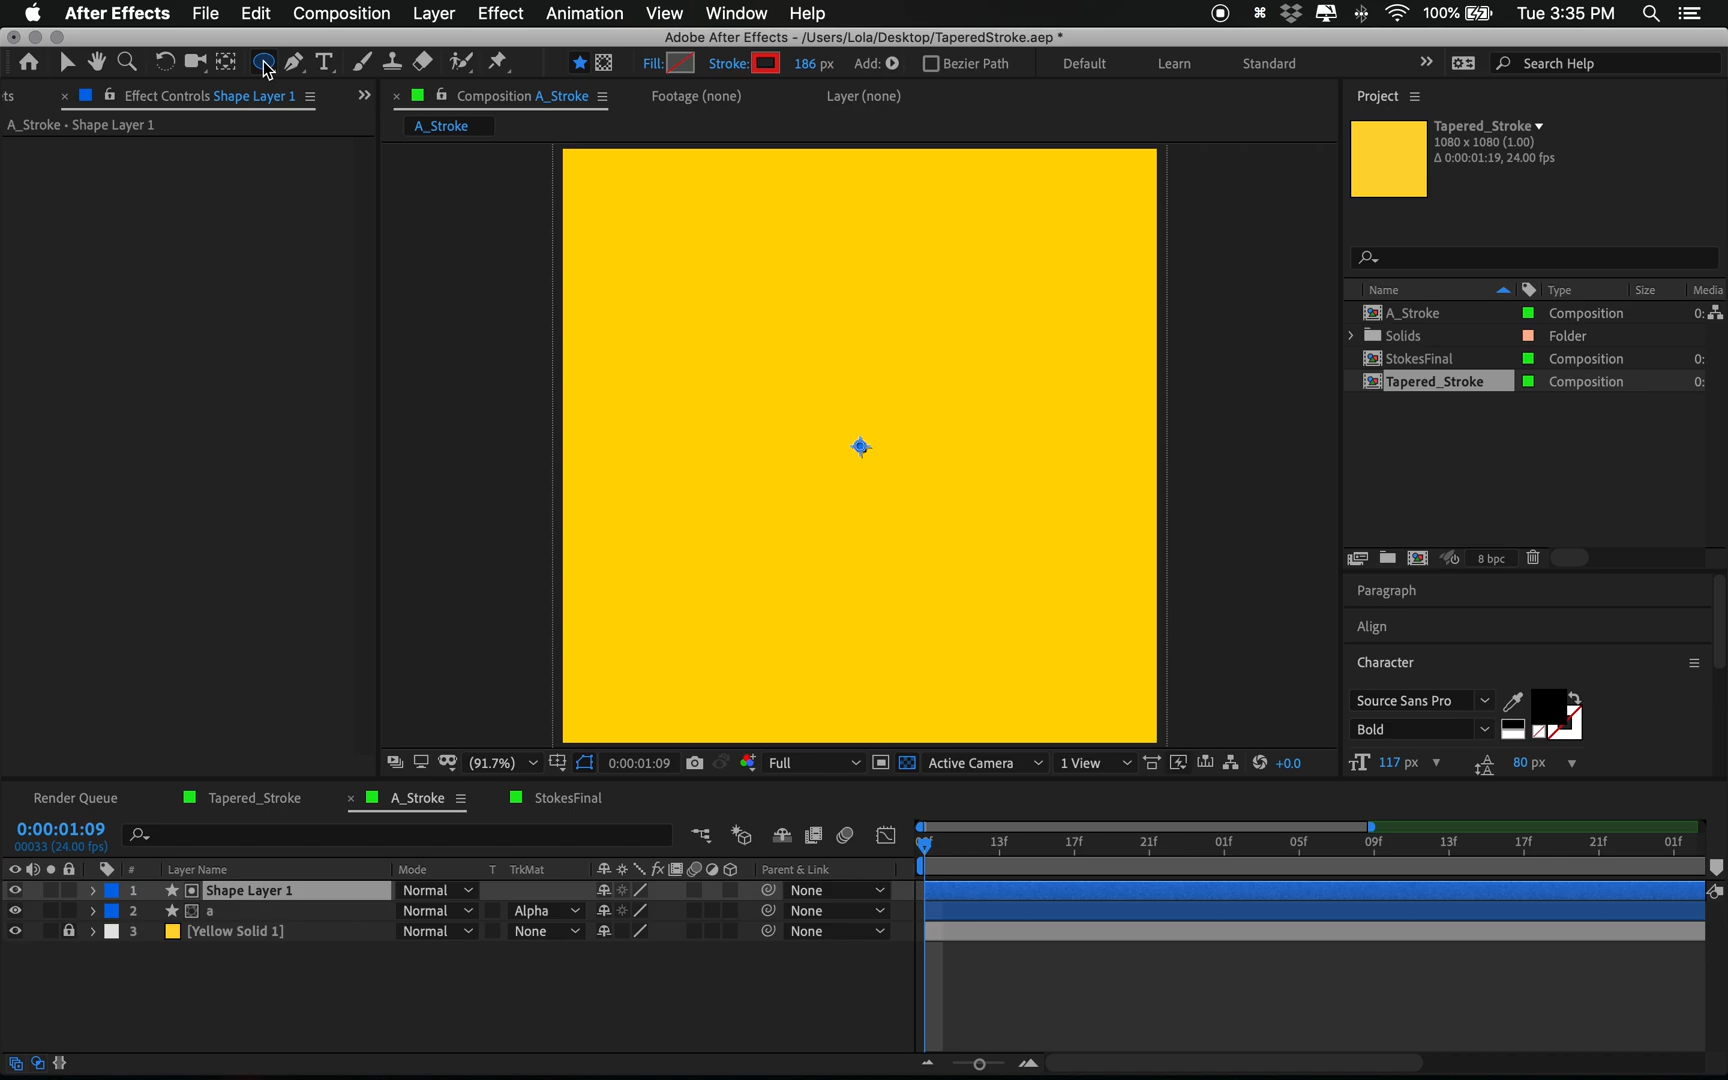 After Effects File Edit Composition Layer Effect Animation View Window Help 100% Tue 3:35 PM
Adobe After Effects - /Users/Lola/Desktop/TaperedStroke.aep *
Fill: Stroke: 186 px Add: Bezier Path Default Learn Standard Search Help
ts Effect Controls Shape Layer 1 Composition A_Stroke Footage (none) Layer (none) Project
A_Stroke • Shape Layer 1 A_Stroke
Tapered_Stroke
1080 x 1080 (1.00)
Δ 0:00:01:19, 24.00 fps
Name Type Size Media
A_Stroke Composition 0:
Solids Folder
StokesFinal Composition 0:
Tapered_Stroke Composition 0:
8 bpc
Paragraph
Align
Character
Source Sans Pro
Bold
117 px 80 px
(91.7%) 0:00:01:09 Full Active Camera 1 View +0.0
Render Queue Tapered_Stroke A_Stroke StokesFinal
0:00:01:09
00033 (24.00 fps)
13f 17f 21f 01f 05f 09f 13f 17f 21f 01f
# Layer Name Mode T TrkMat fx Parent & Link
1 Shape Layer 1 Normal None
2 a Normal Alpha None
3 [Yellow Solid 1] Normal None None